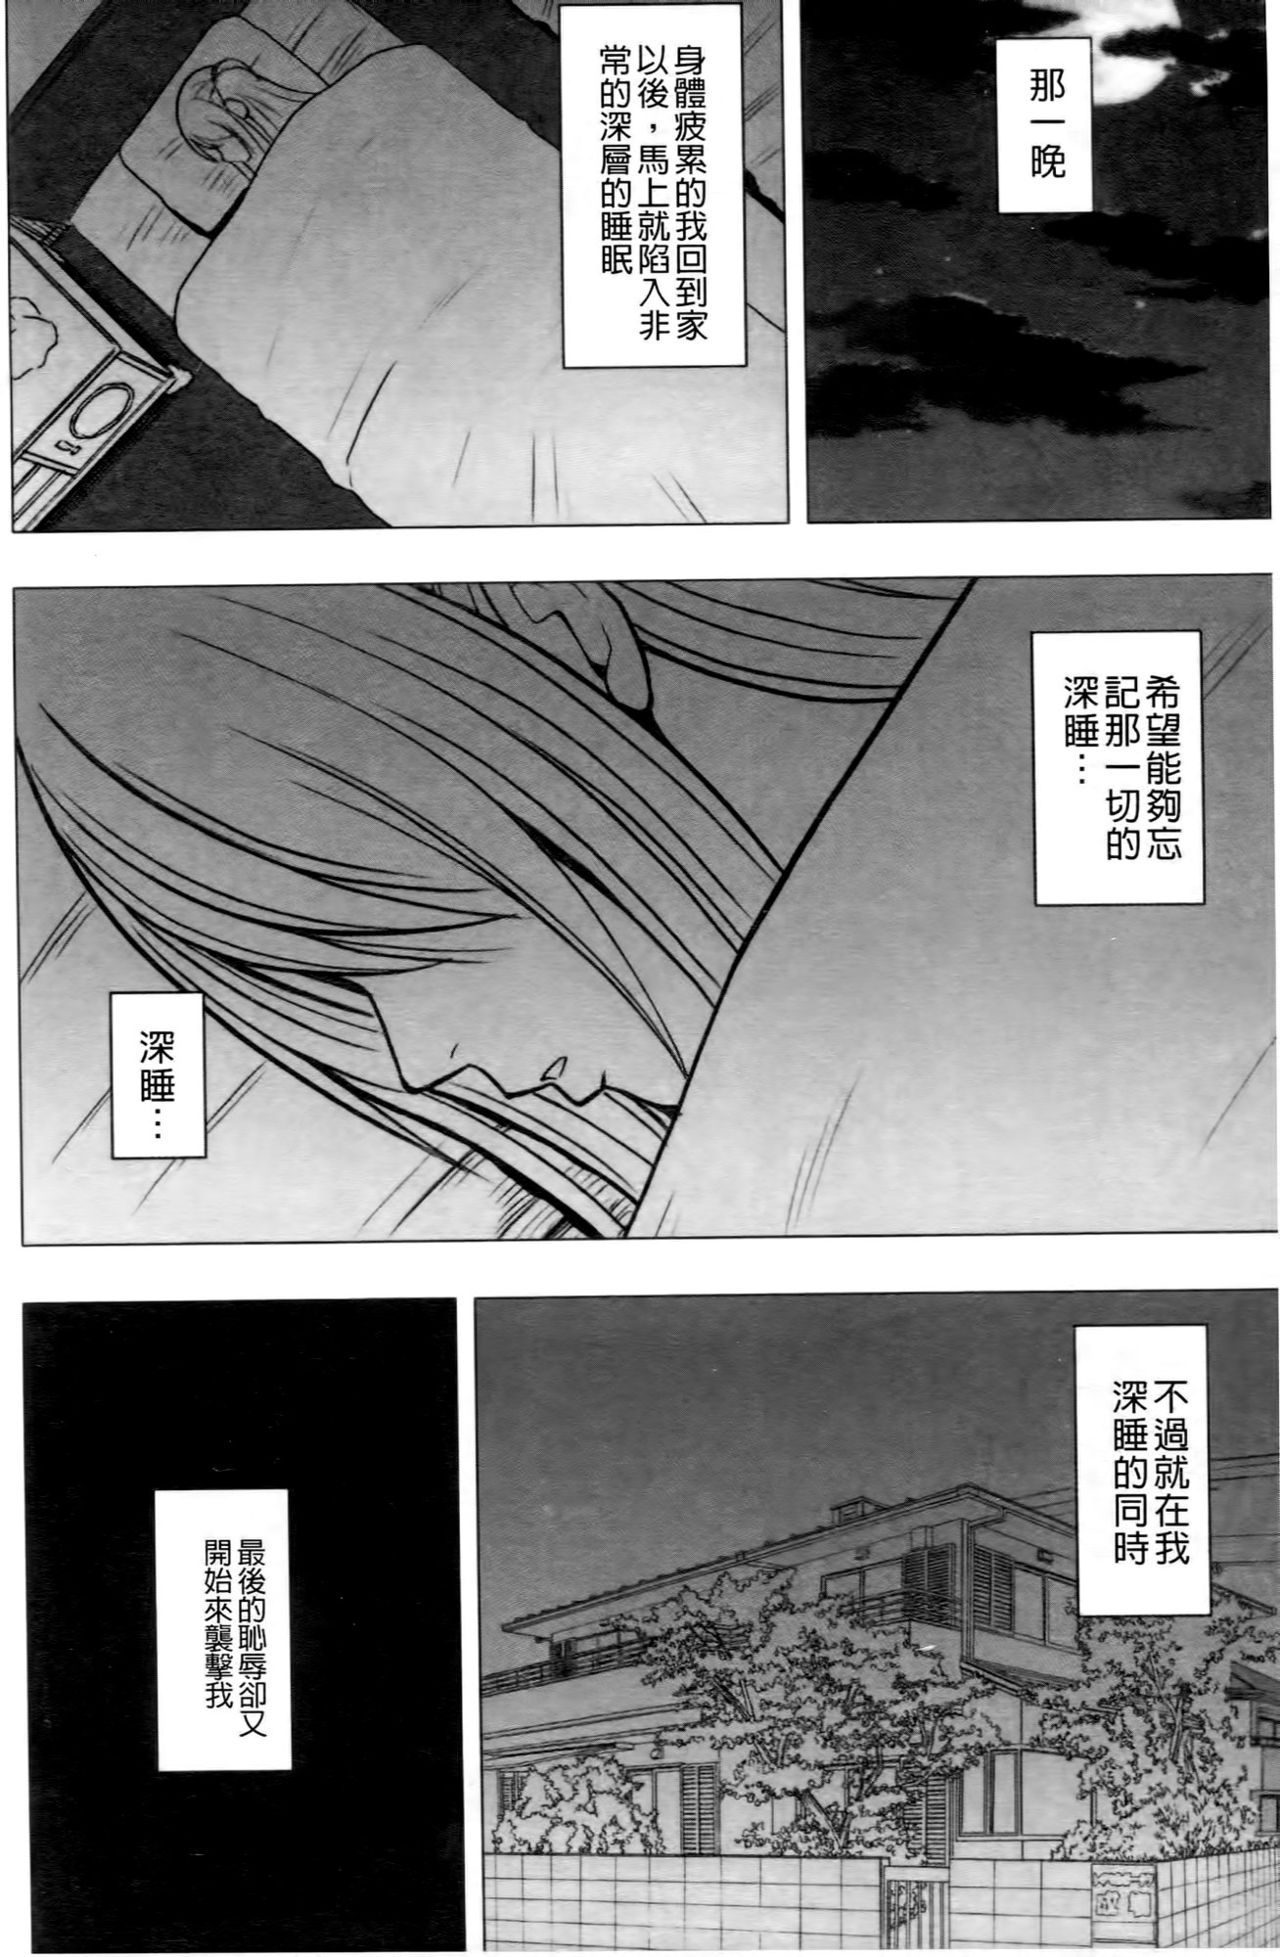 那一晚
身體疲累的我回到家
以後，馬上就陷入非
常的深層的睡眠
希望能夠忘
記那一切的
深睡…
深睡…
不過就在我
深睡的同時
最後的恥辱卻又
開始來襲擊我